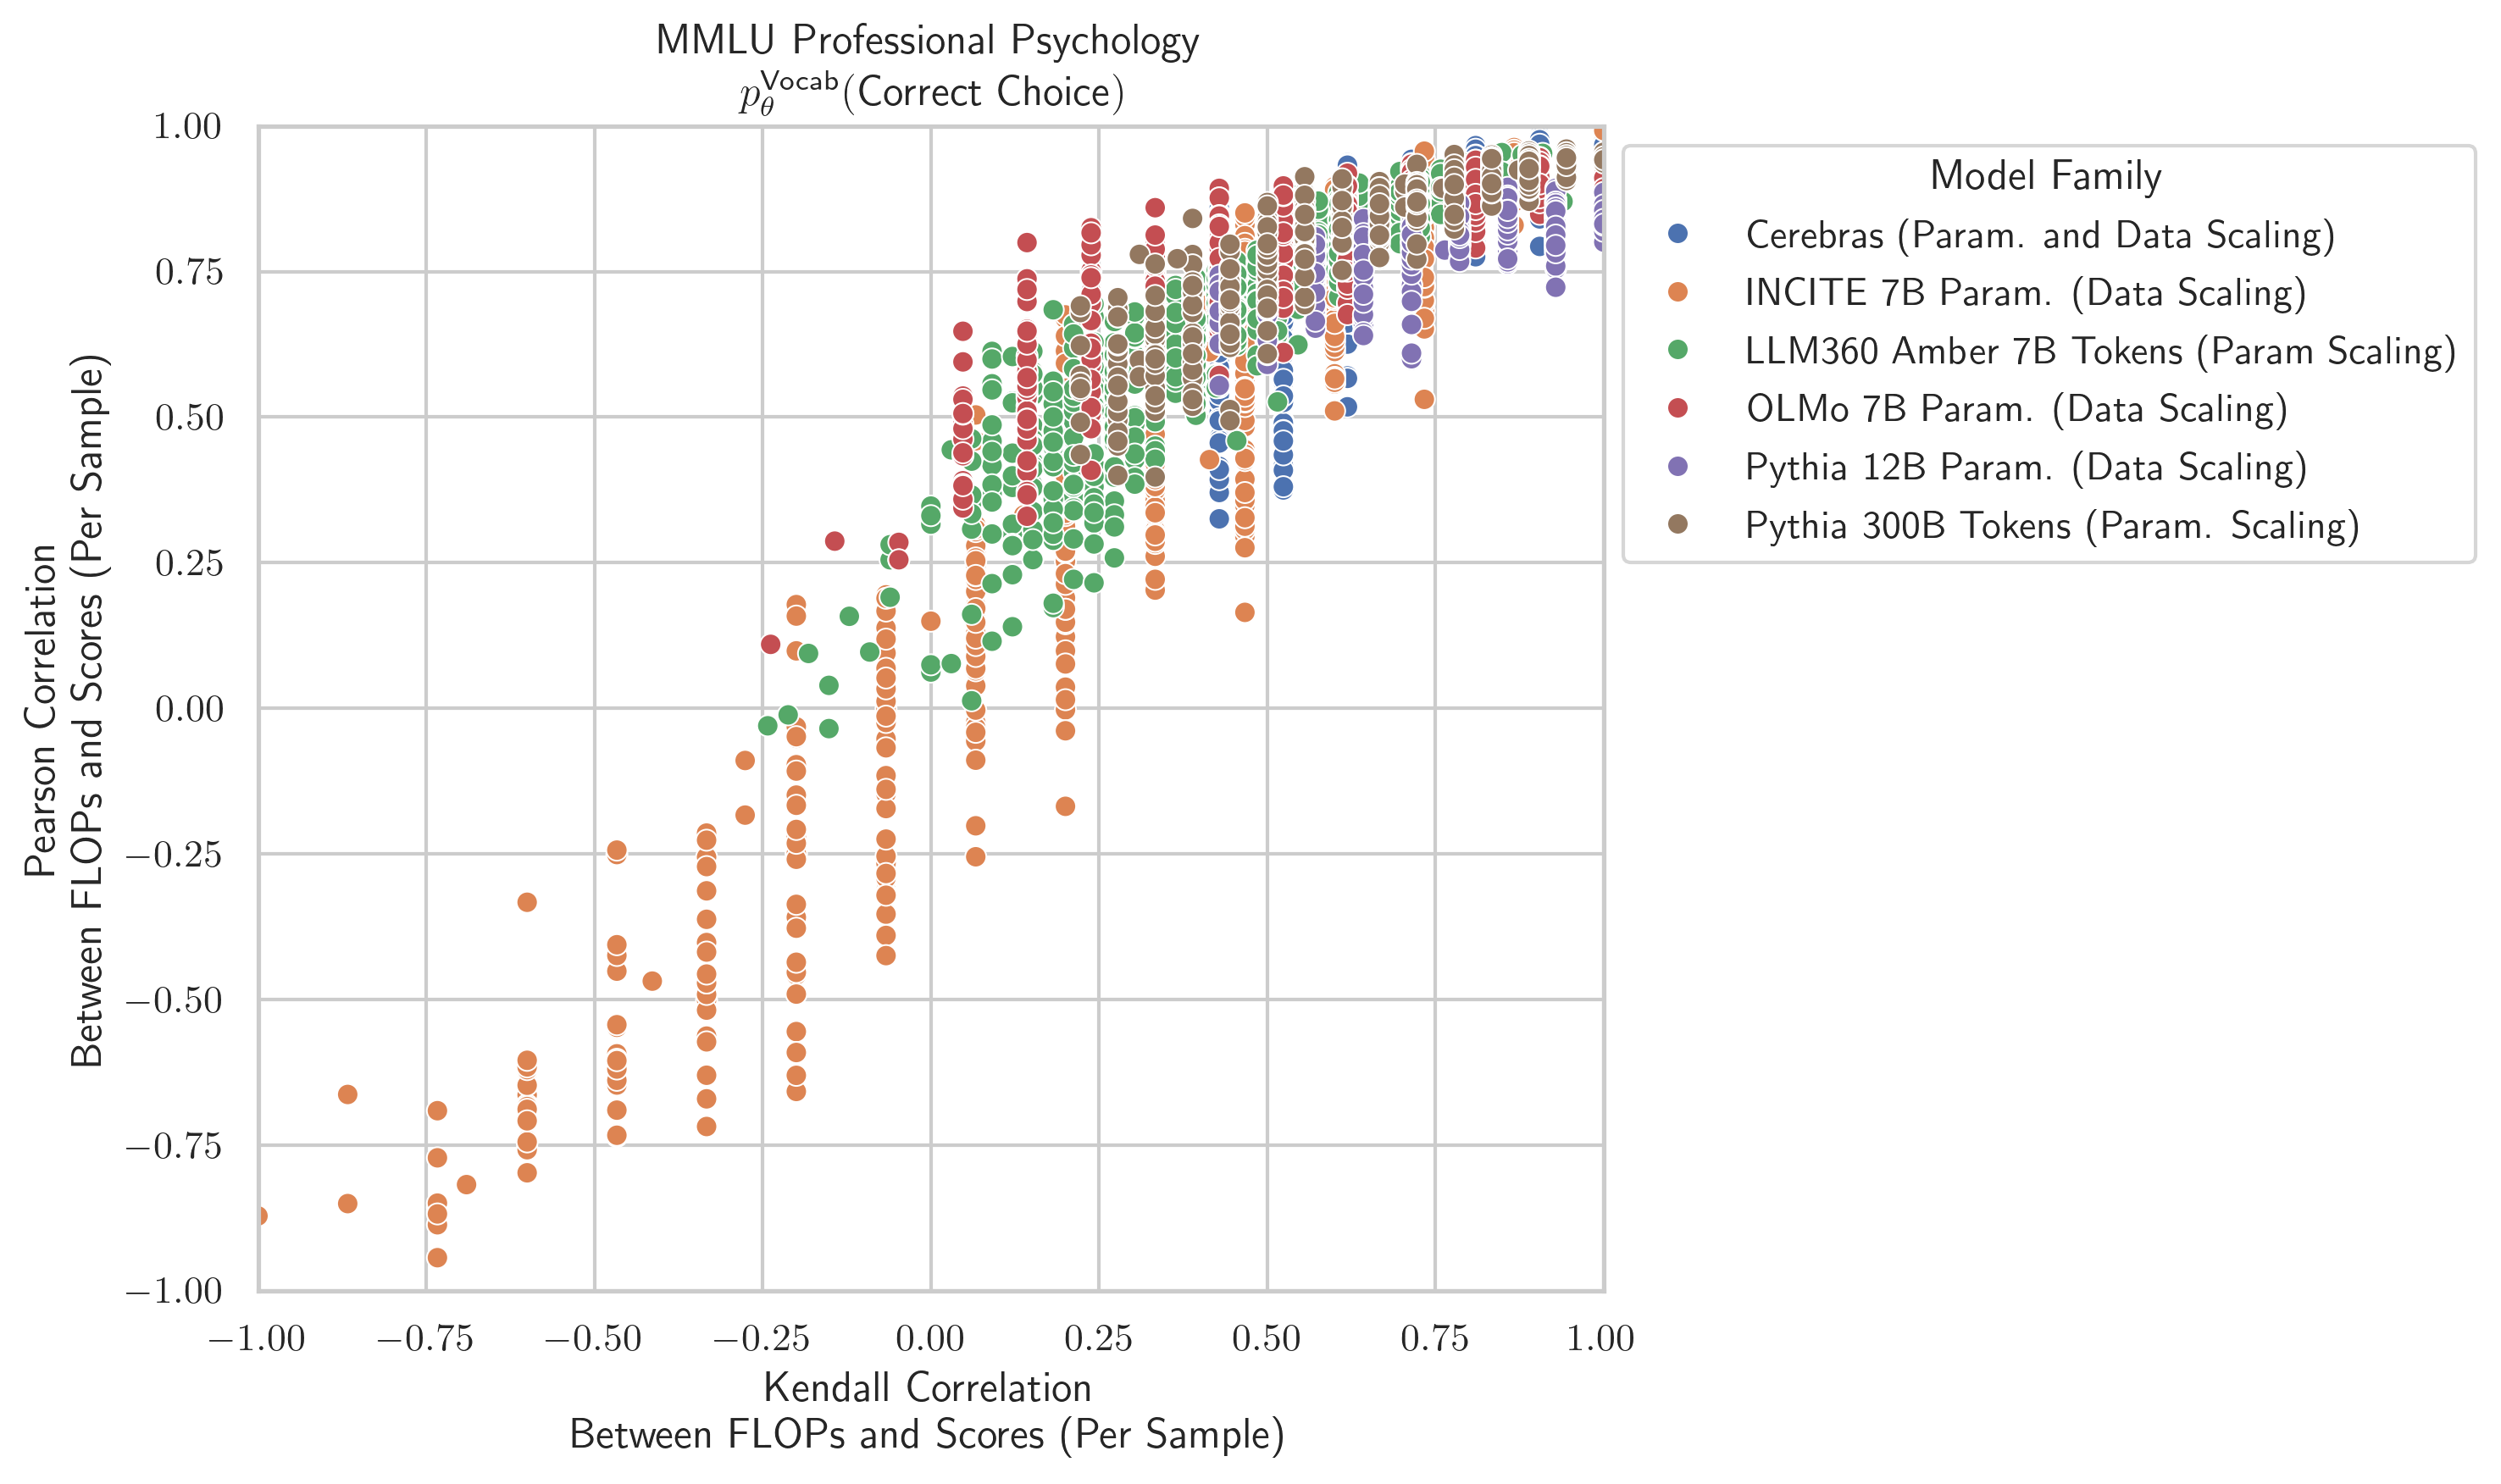 MMLU Professional Psychology
p_θ^Vocab(Correct Choice)
1.00
0.75
0.50
0.25
0.00
−0.25
−0.50
−0.75
−1.00
Pearson Correlation
Between FLOPs and Scores (Per Sample)
−1.00 −0.75 −0.50 −0.25 0.00 0.25 0.50 0.75 1.00
Kendall Correlation
Between FLOPs and Scores (Per Sample)
Model Family
Cerebras (Param. and Data Scaling)
INCITE 7B Param. (Data Scaling)
LLM360 Amber 7B Tokens (Param Scaling)
OLMo 7B Param. (Data Scaling)
Pythia 12B Param. (Data Scaling)
Pythia 300B Tokens (Param. Scaling)